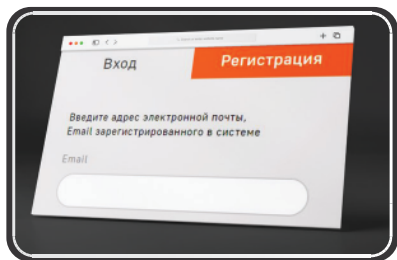 Вход
Регистрация
Введите адрес электронной почты,
Email зарегистрированного в системе
Email